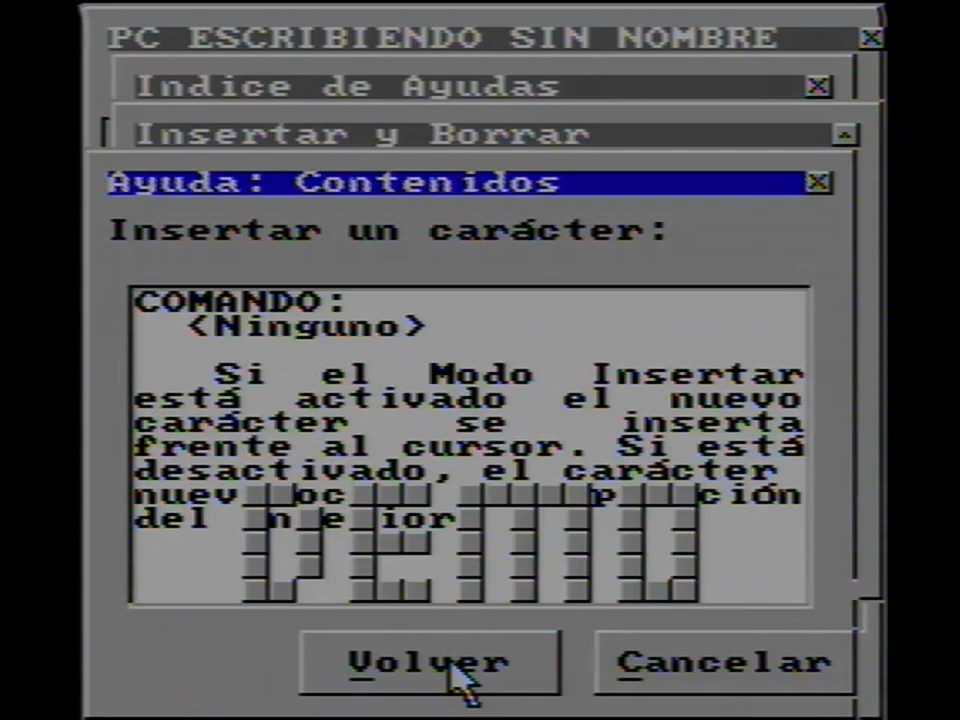 PC ESCRIBIENDO SIN NOMBRE
Indice de Ayudas
Insertar y Borrar
Ayuda: Contenidos
Insertar un carácter:
COMANDO:
<Ninguno>
Si el Modo Insertar
está activado el nuevo
carácter se inserta
frente al cursor. Si está
desactivado, el carácter
del
DEMO
Volver
Cancelar